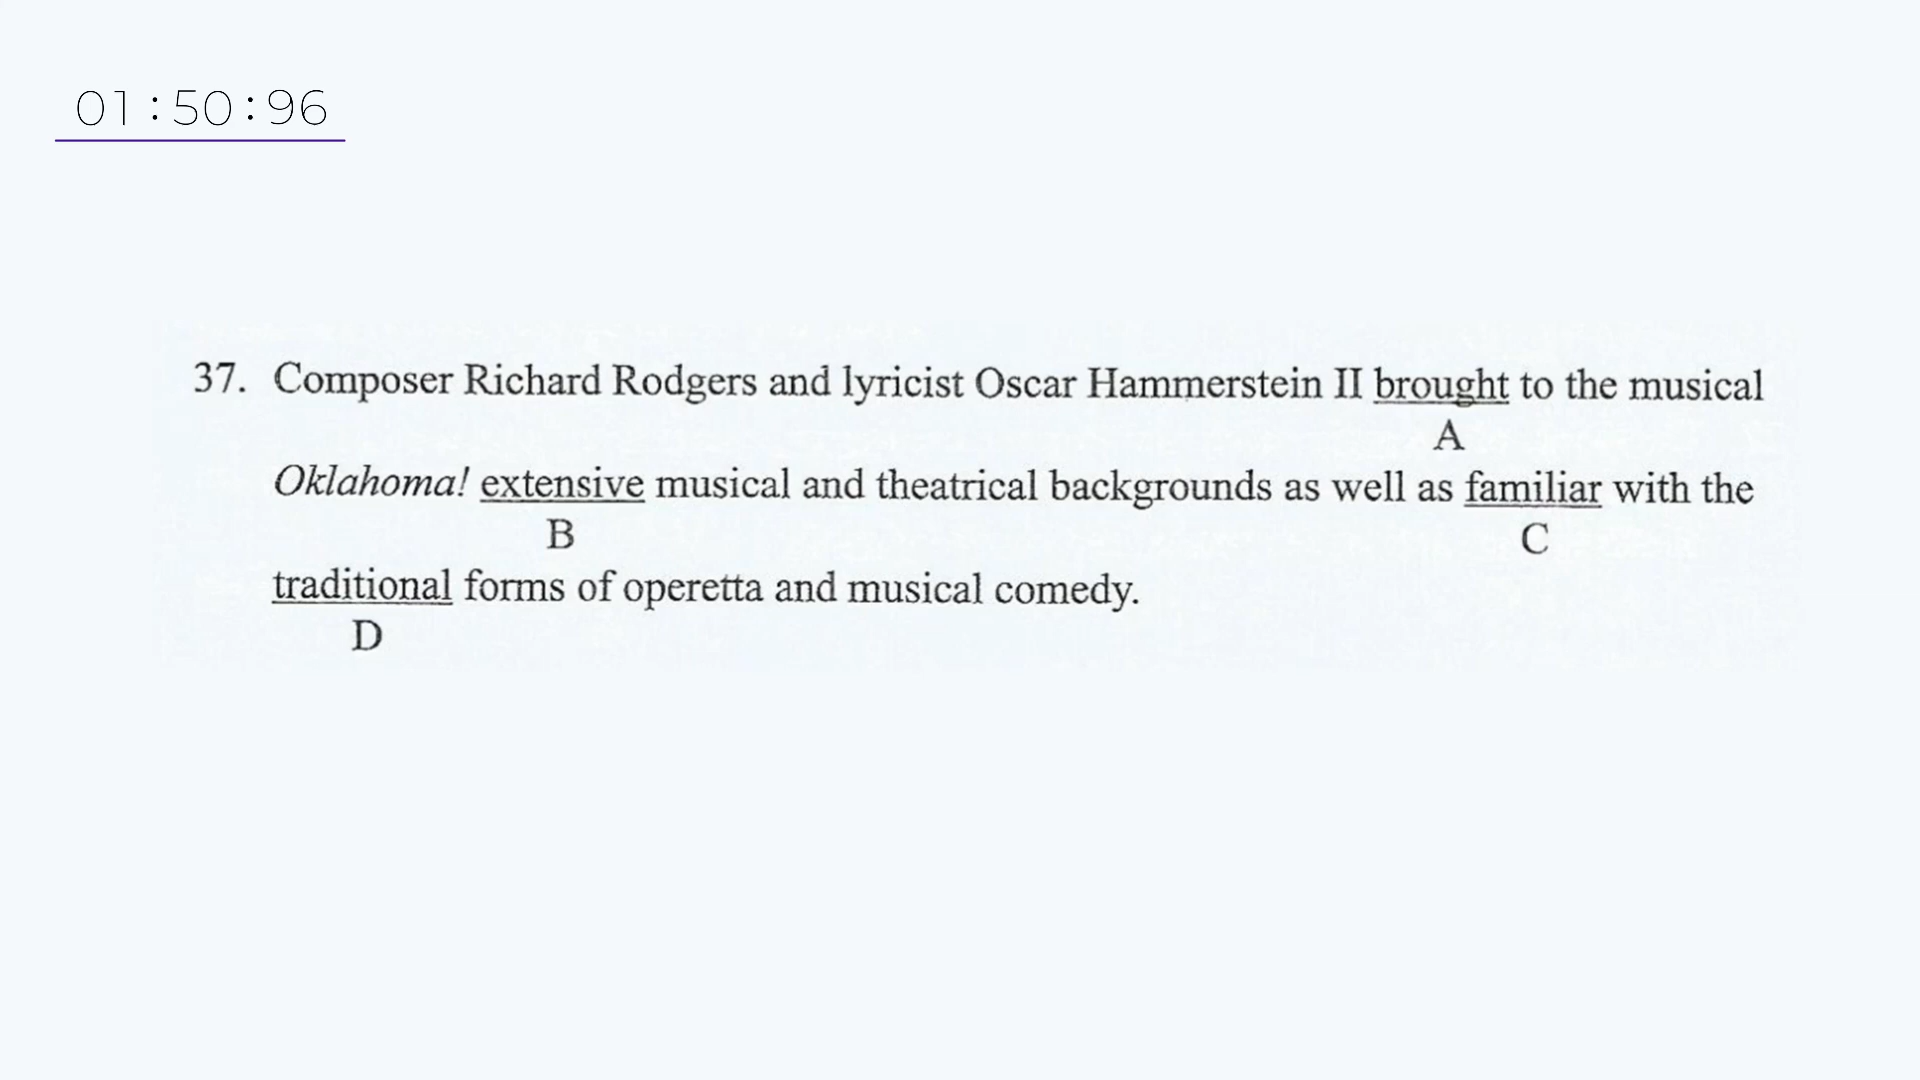 01:50:96
37. Composer Richard Rodgers and lyricist Oscar Hammerstein II brought to the musical
A
Oklahoma! extensive musical and theatrical backgrounds as well as familiar with the
B C
traditional forms of operetta and musical comedy.
D